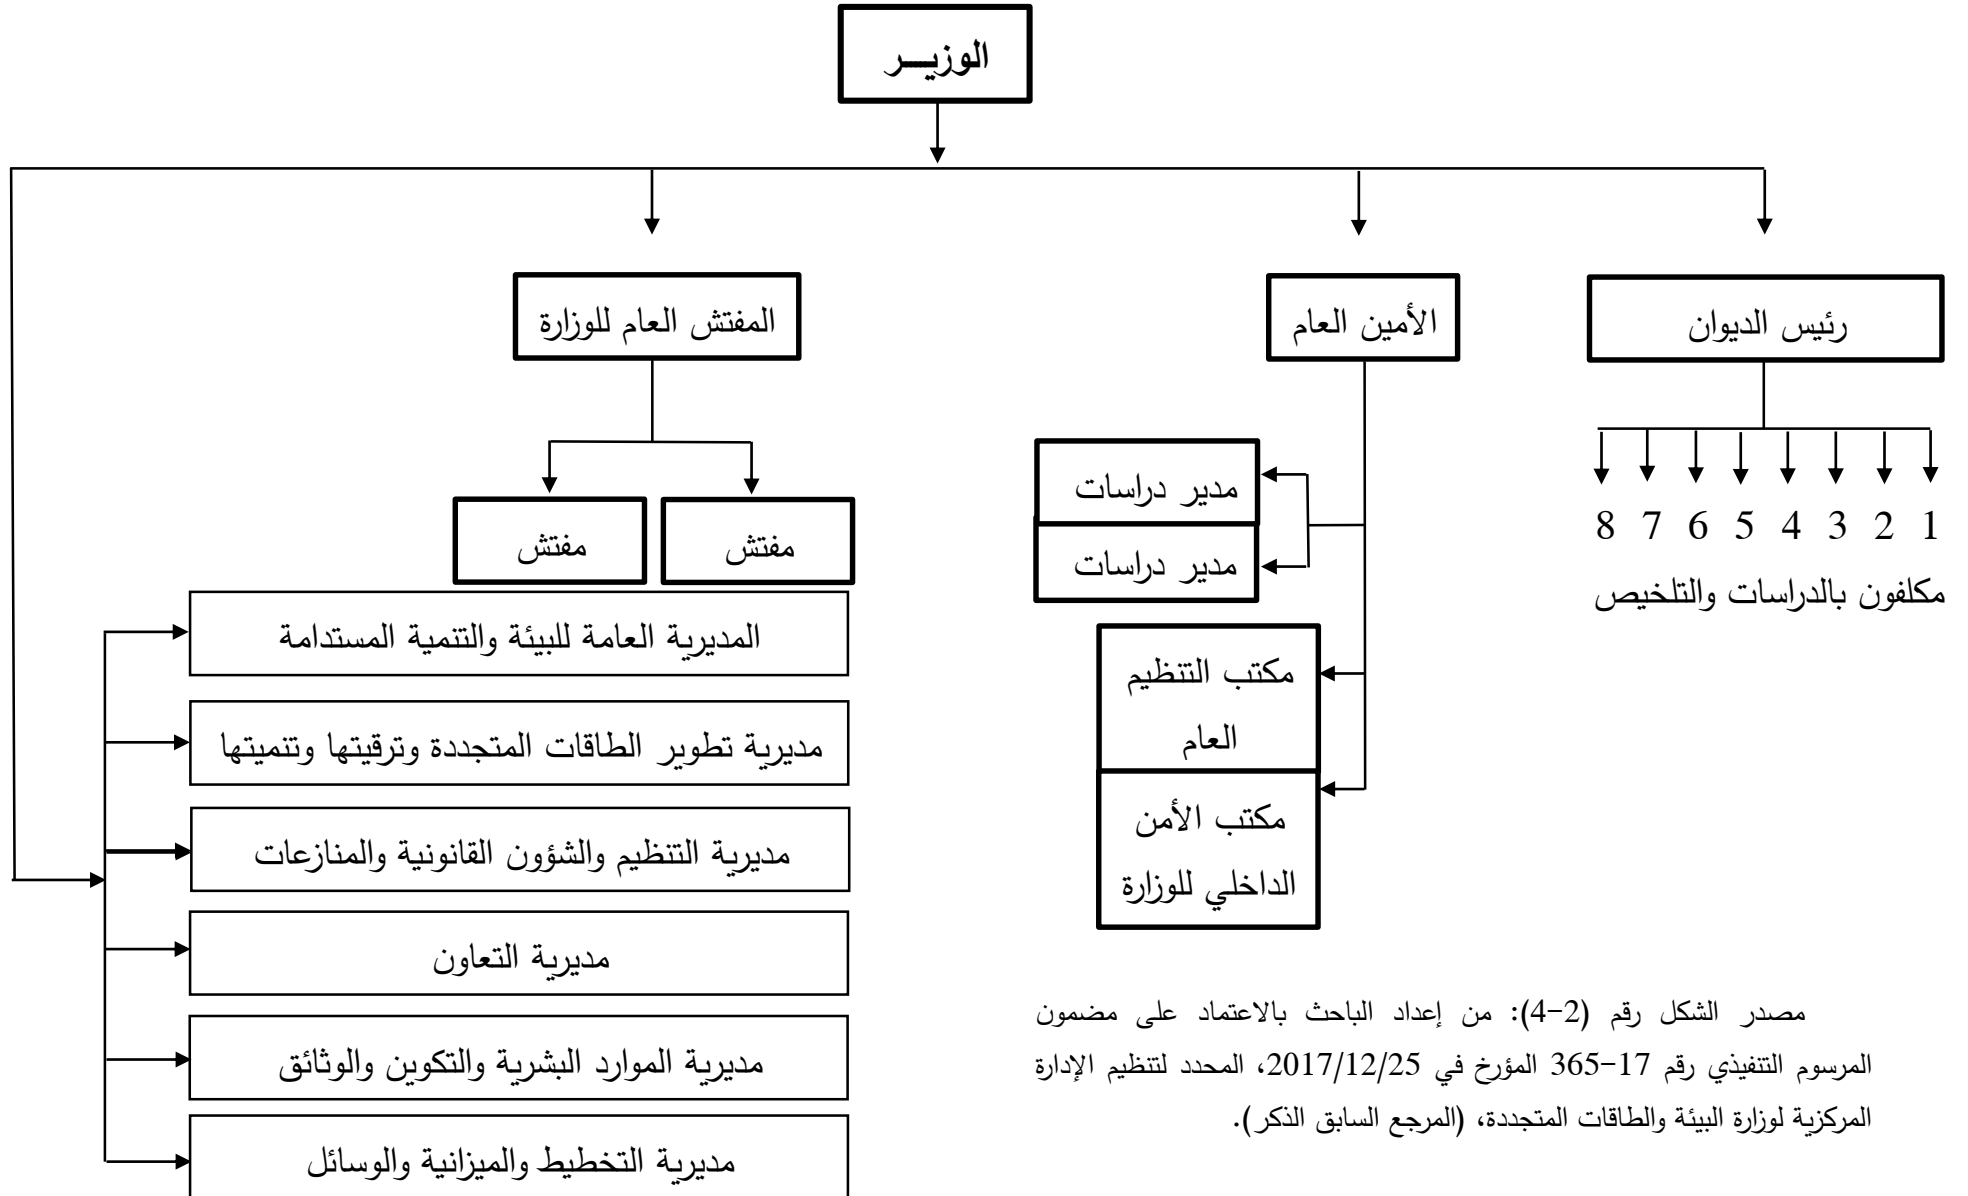 الوزيـــر
رئيس الديوان
الأمين العام
المفتش العام للوزارة
1 2 3 4 5 6 7 8
مكلفون بالدراسات والتلخيص
مدير دراسات
مدير دراسات
مكتب التنظيم
العام
مكتب الأمن
الداخلي للوزارة
مفتش
مفتش
المديرية العامة للبيئة والتنمية المستدامة
مديرية تطوير الطاقات المتجددة وترقيتها وتنميتها
مديرية التنظيم والشؤون القانونية والمنازعات
مديرية التعاون
مديرية الموارد البشرية والتكوين والوثائق
مديرية التخطيط والميزانية والوسائل
مصدر الشكل رقم (2-4): من إعداد الباحث بالاعتماد على مضمون
المرسوم التنفيذي رقم 17-365 المؤرخ في 2017/12/25، المحدد لتنظيم الإدارة
المركزية لوزارة البيئة والطاقات المتجددة، (المرجع السابق الذكر).